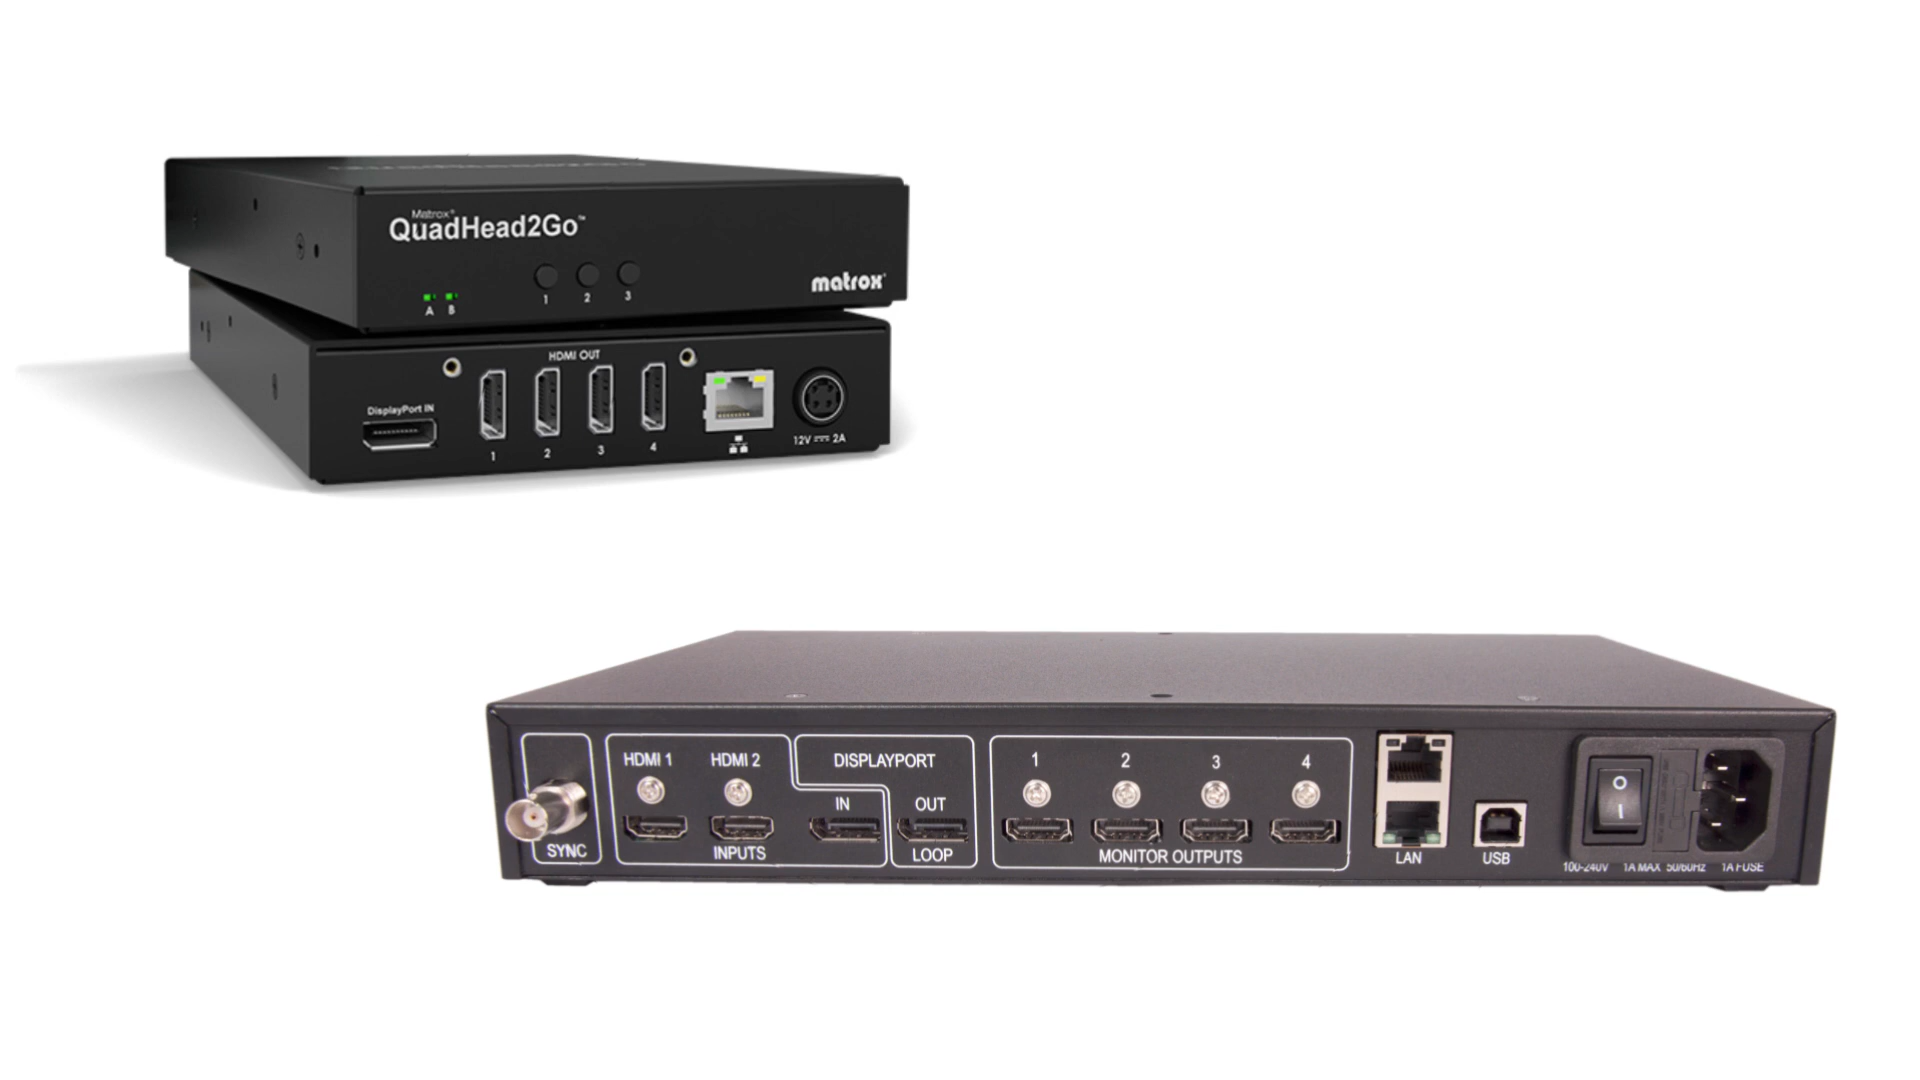 Matrox®
QuadHead2Go™
matrox®
1 2 3
A B
HDMI OUT
DisplayPort IN
1 2 3 4
12V 2A
HDMI 1 HDMI 2 DISPLAYPORT 1 2 3 4
IN OUT
SYNC INPUTS LOOP MONITOR OUTPUTS LAN USB
100-240V 1A MAX 50/60Hz 1A FUSE